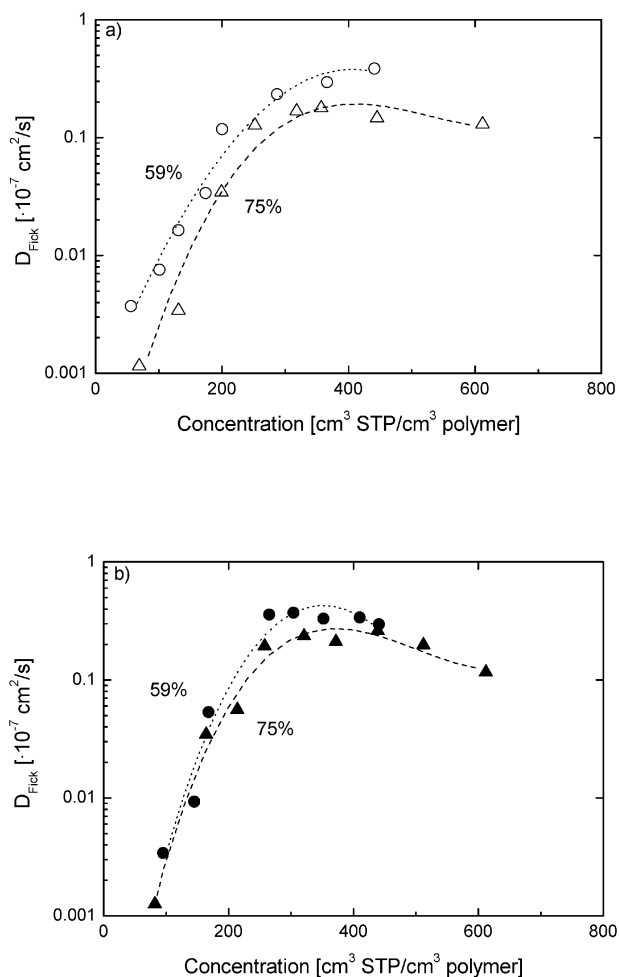 a)
1
0.1
0.01
0.001
D_Fick [·10^-7 cm^2/s]
59%
75%
0 200 400 600 800
Concentration [cm^3 STP/cm^3 polymer]
b)
1
0.1
0.01
0.001
D_Fick [·10^-7 cm^2/s]
59%
75%
0 200 400 600 800
Concentration [cm^3 STP/cm^3 polymer]